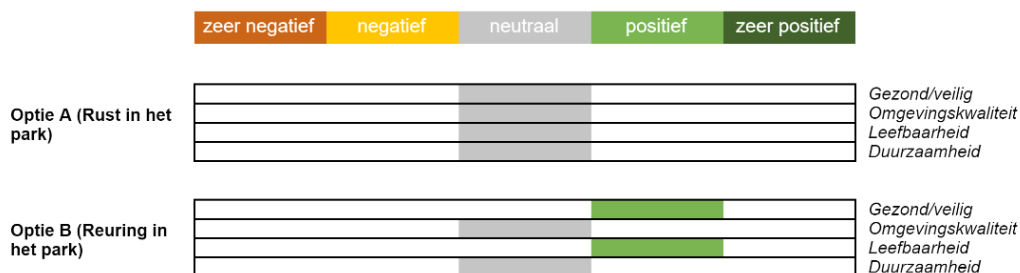 zeer negatief negatief neutraal positief zeer positief
Optie A (Rust in het
park)
Gezond/veilig
Omgevingskwaliteit
Leefbaarheid
Duurzaamheid
Optie B (Reuring in
het park)
Gezond/veilig
Omgevingskwaliteit
Leefbaarheid
Duurzaamheid